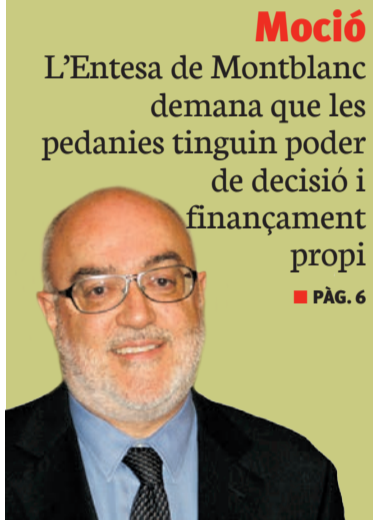 Moció
L’Entesa de Montblanc
demana que les
pedanies tinguin poder
de decisió i
finançament
propi
■ PÀG. 6